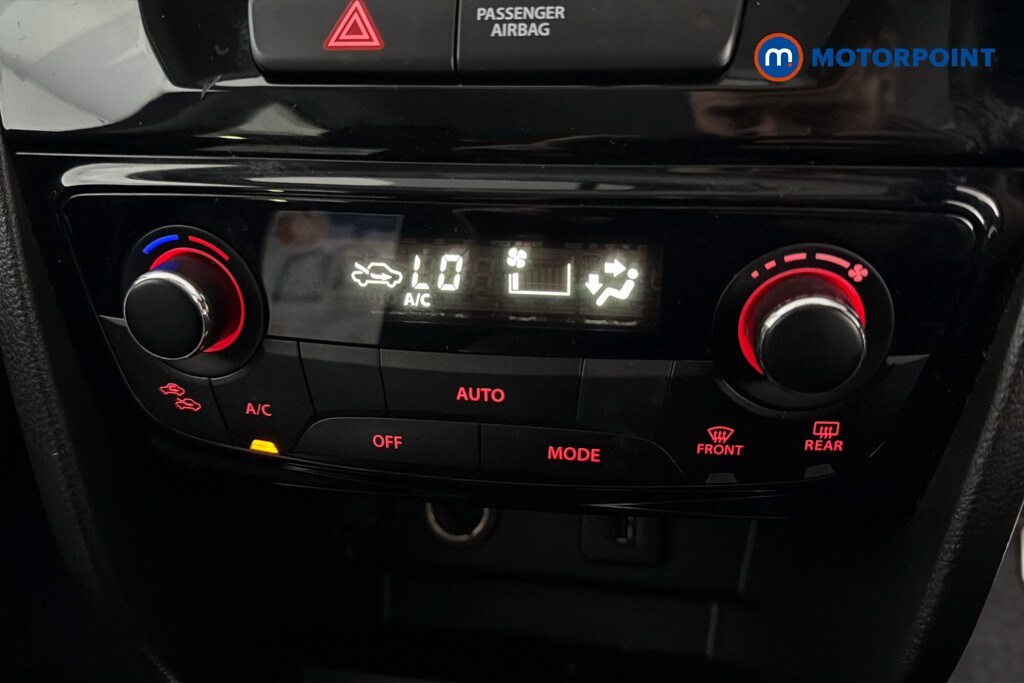 PASSENGER
AIRBAG
m. MOTORPOINT
LO
A/C
AUTO
A/C
OFF
MODE
FRONT
REAR